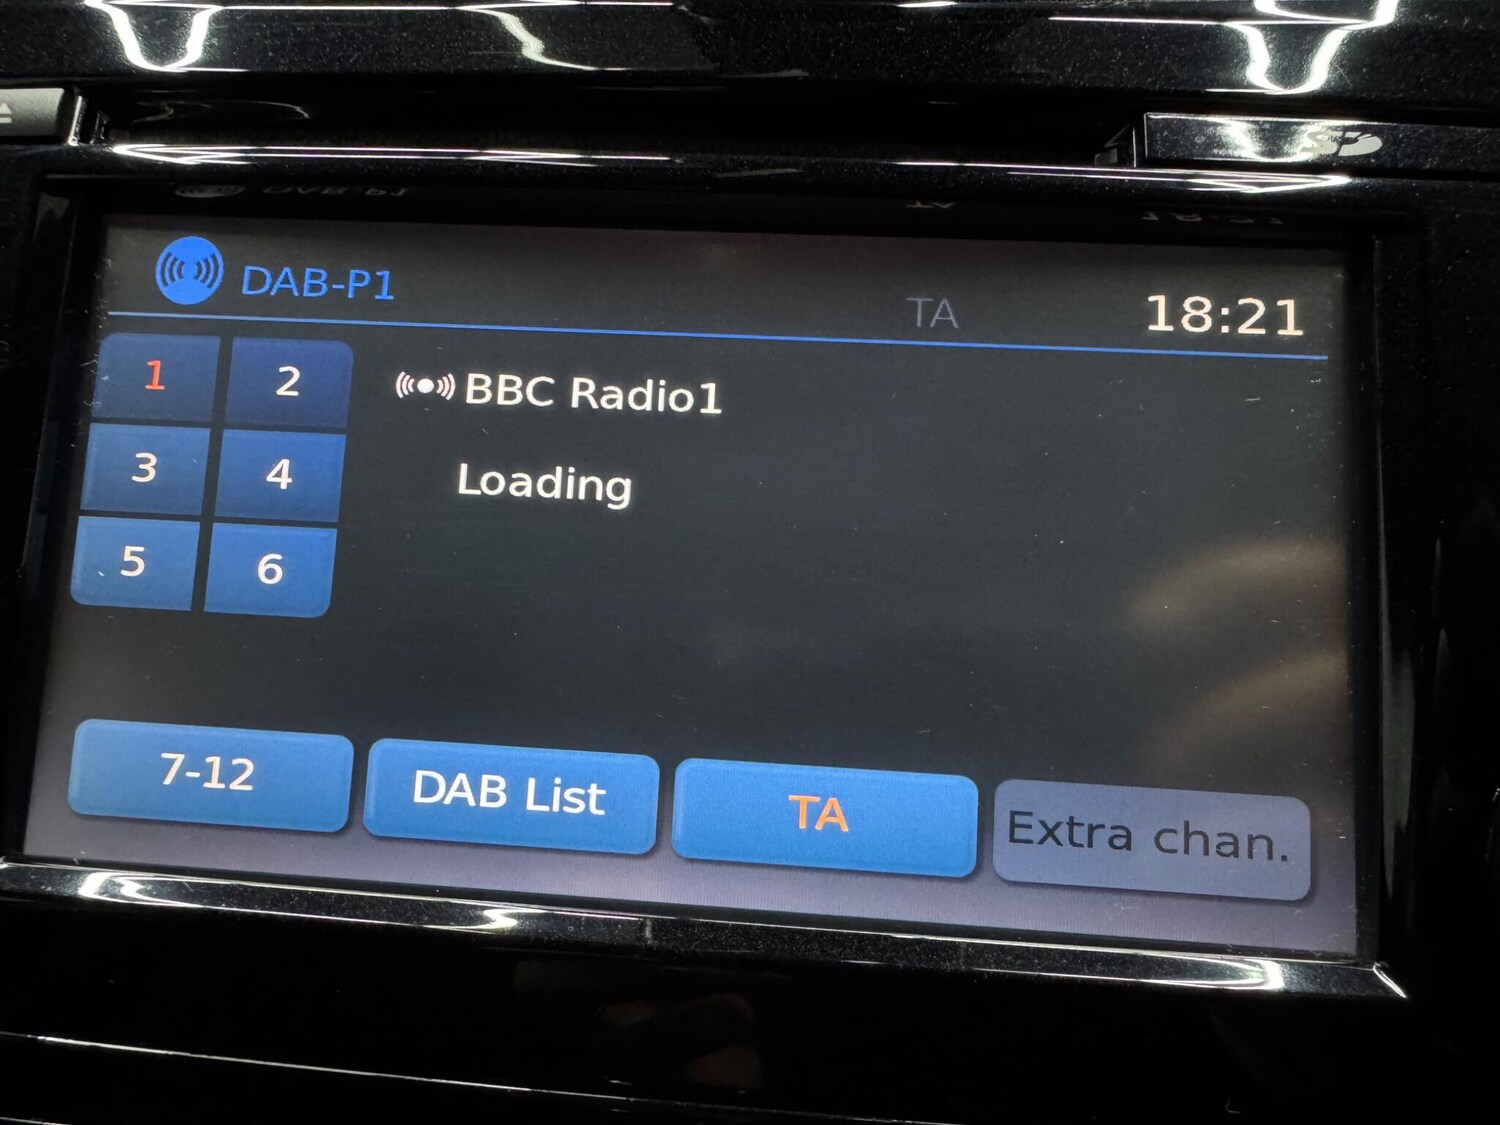 SD
DAB-P1
TA
18:21
1
2
BBC Radio1
3
4
Loading
5
6
7-12
DAB List
TA
Extra chan.